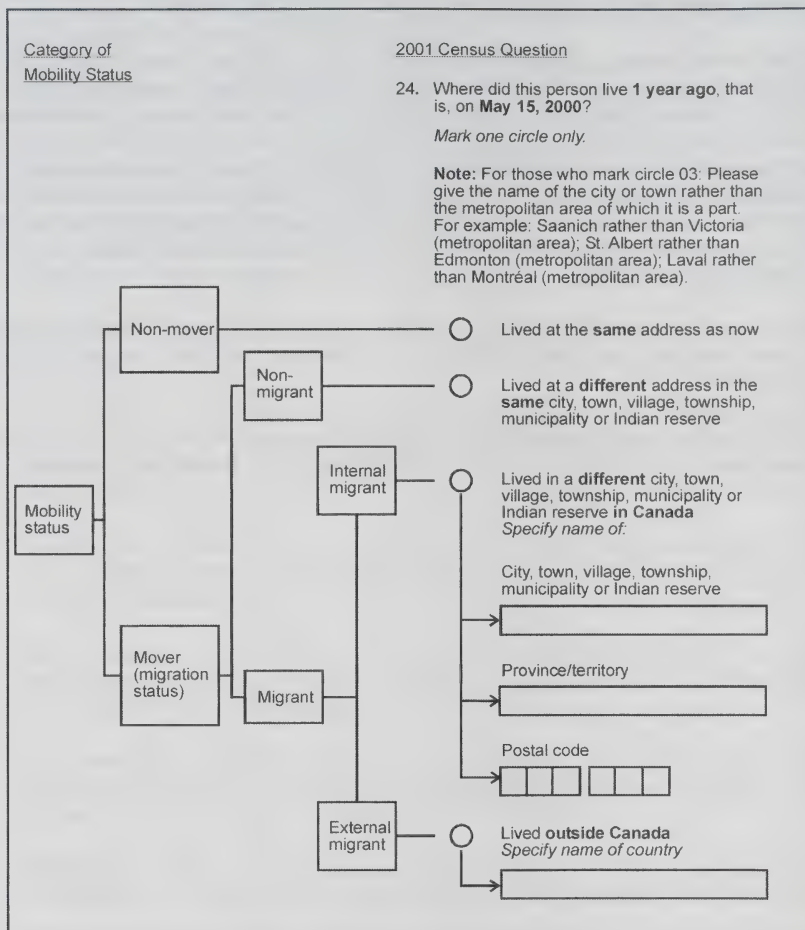 Category of
Mobility Status
2001 Census Question
24. Where did this person live 1 year ago, that
is, on May 15, 2000?
Mark one circle only.
Note: For those who mark circle 03: Please
give the name of the city or town rather than
the metropolitan area of which it is a part.
For example: Saanich rather than Victoria
(metropolitan area); St. Albert rather than
Edmonton (metropolitan area); Laval rather
than Montréal (metropolitan area).
Non-mover
Lived at the same address as now
Non-
migrant
Lived at a different address in the
same city, town, village, township,
municipality or Indian reserve
Internal
migrant
Lived in a different city, town,
village, township, municipality or
Indian reserve in Canada
Specify name of:
Mobility
status
City, town, village, township,
municipality or Indian reserve
Mover
(migration
status)
Migrant
Province/territory
Postal code
External
migrant
Lived outside Canada
Specify name of country